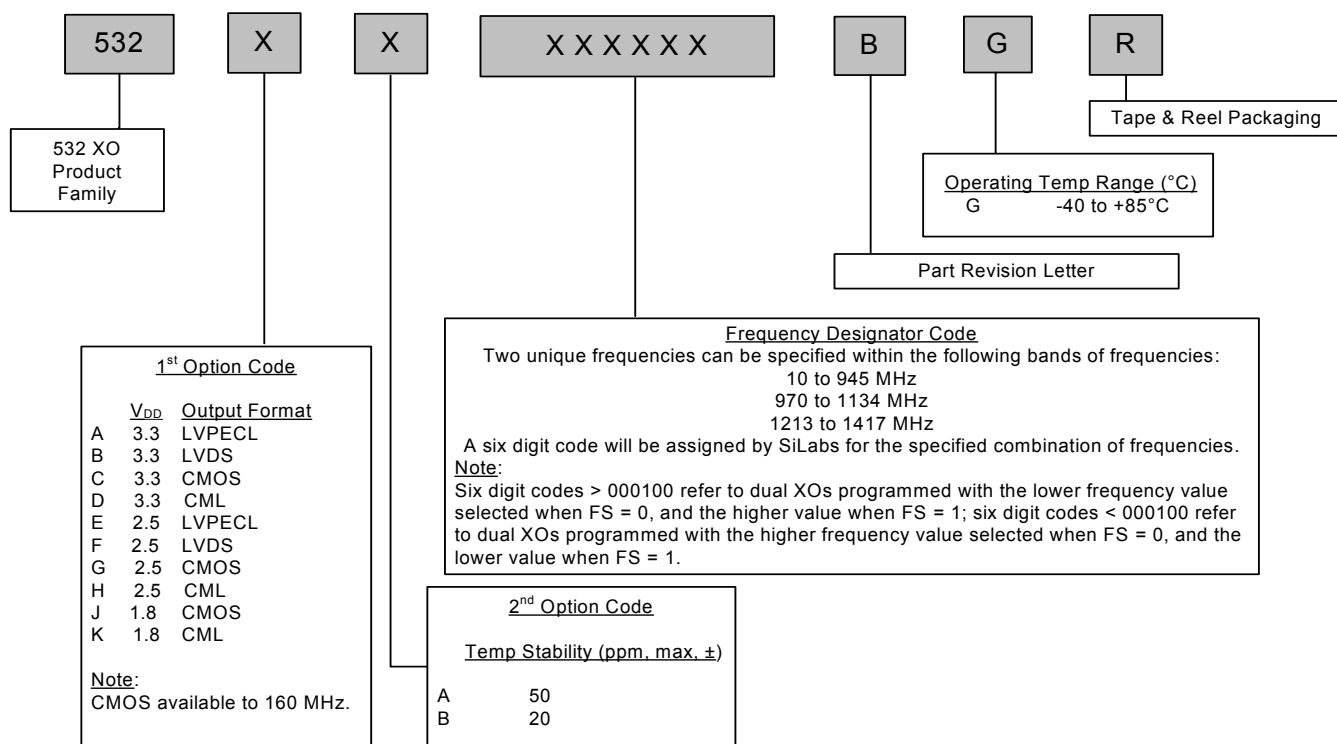 532 X X X X X X X X B G R
532 XO
Product
Family
Tape & Reel Packaging
Operating Temp Range (°C)
G -40 to +85°C
Part Revision Letter
Frequency Designator Code
Two unique frequencies can be specified within the following bands of frequencies:
10 to 945 MHz
970 to 1134 MHz
1213 to 1417 MHz
A six digit code will be assigned by SiLabs for the specified combination of frequencies.
Note:
Six digit codes > 000100 refer to dual XOs programmed with the lower frequency value
selected when FS = 0, and the higher value when FS = 1; six digit codes < 000100 refer
to dual XOs programmed with the higher frequency value selected when FS = 0, and the
lower value when FS = 1.
1st Option Code
VDD Output Format
A 3.3 LVPECL
B 3.3 LVDS
C 3.3 CMOS
D 3.3 CML
E 2.5 LVPECL
F 2.5 LVDS
G 2.5 CMOS
H 2.5 CML
J 1.8 CMOS
K 1.8 CML
Note:
CMOS available to 160 MHz.
2nd Option Code
Temp Stability (ppm, max, ±)
A 50
B 20